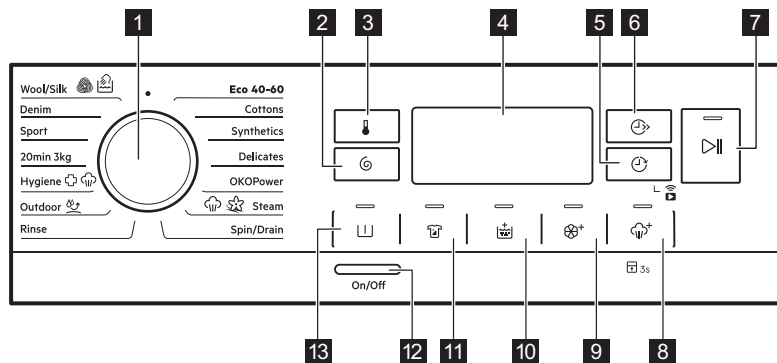 1
2
3
4
5
6
7
Wool/Silk
Denim
Sport
20min 3kg
Hygiene
Outdoor
Rinse
Eco 40-60
Cottons
Synthetics
Delicates
OKOPower
Steam
Spin/Drain
3s
On/Off
13
12
11
10
9
8